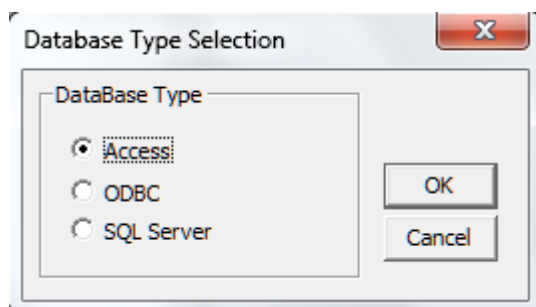 Database Type Selection
DataBase Type
Access
ODBC
SQL Server
OK
Cancel